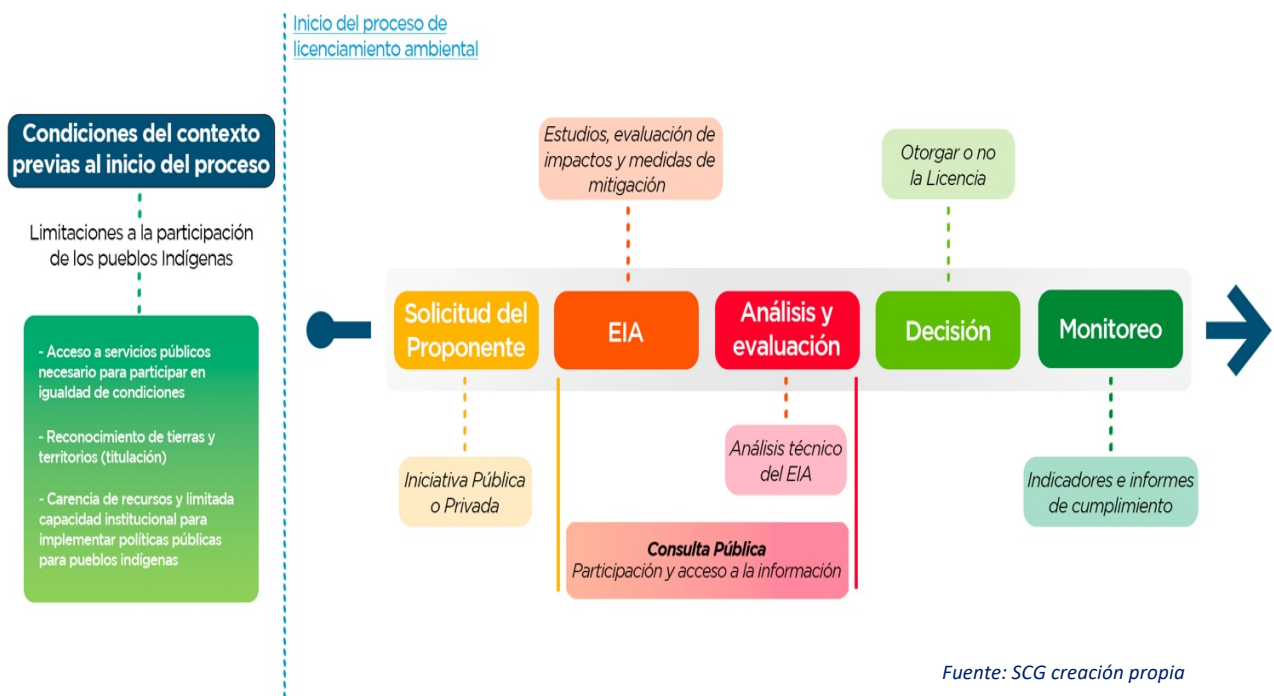 Inicio del proceso de
licenciamiento ambiental
Condiciones del contexto
previas al inicio del proceso
Limitaciones a la participación
de los pueblos Indígenas
- Acceso a servicios públicos
necesario para participar en
igualdad de condiciones
- Reconocimiento de tierras y
territorios (titulación)
- Carencia de recursos y limitada
capacidad institucional para
implementar políticas públicas
para pueblos indígenas
Estudios, evaluación de
impactos y medidas de
mitigación
Otorgar o no
la Licencia
Solicitud del
Proponente
EIA
Análisis y
evaluación
Decisión
Monitoreo
Iniciativa Pública
o Privada
Análisis técnico
del EIA
Indicadores e informes
de cumplimiento
Consulta Pública
Participación y acceso a la información
Fuente: SCG creación propia